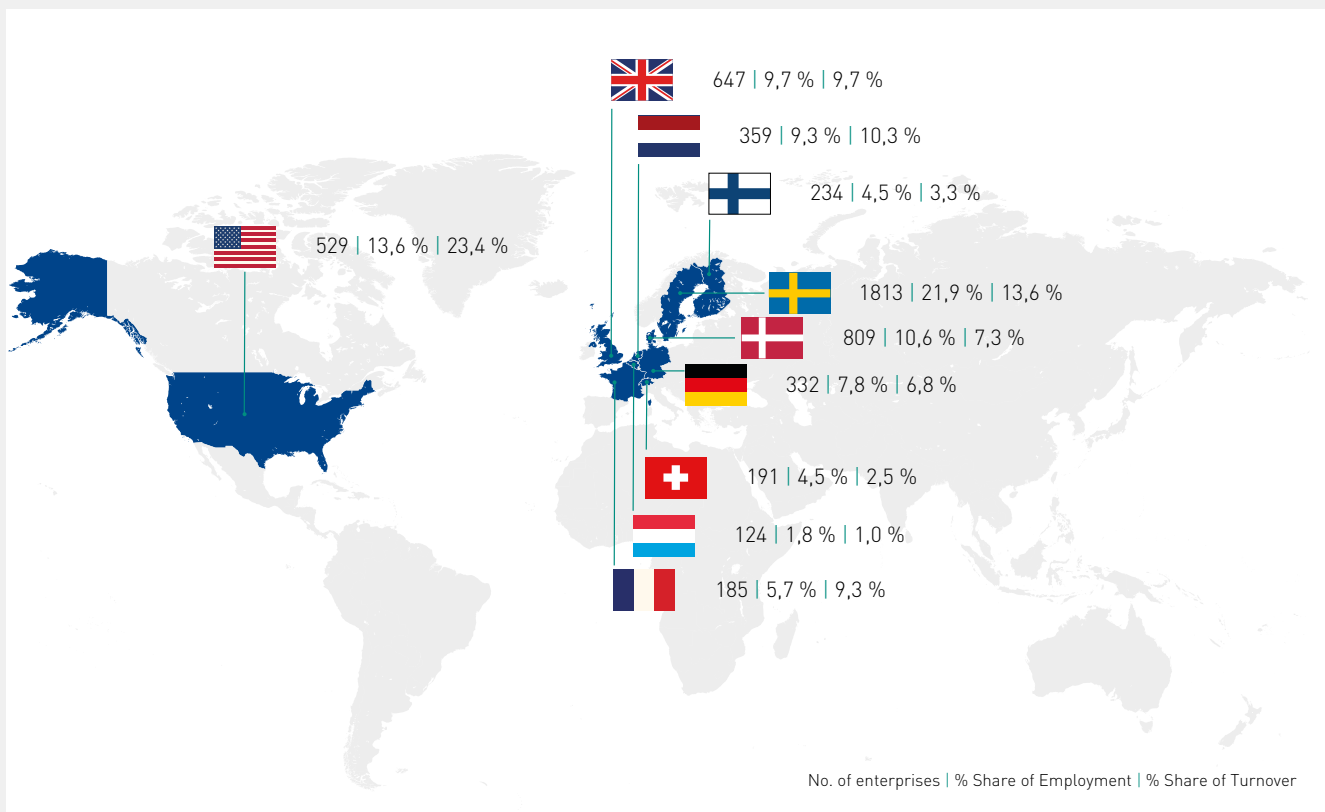 647 | 9,7 % | 9,7 %
359 | 9,3 % | 10,3 %
234 | 4,5 % | 3,3 %
529 | 13,6 % | 23,4 %
1813 | 21,9 % | 13,6 %
809 | 10,6 % | 7,3 %
332 | 7,8 % | 6,8 %
191 | 4,5 % | 2,5 %
124 | 1,8 % | 1,0 %
185 | 5,7 % | 9,3 %
No. of enterprises | % Share of Employment | % Share of Turnover